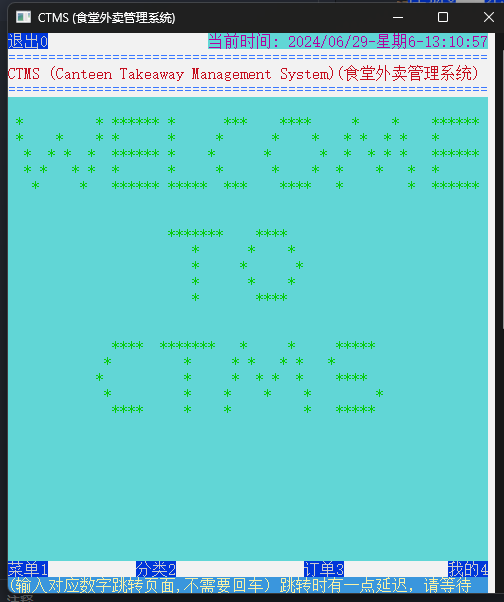 CTMS (食堂外卖管理系统)
退出0 当前时间: 2024/06/29-星期6-13:10:57
CTMS (Canteen Takeaway Management System)(食堂外卖管理系统)
WELCOME
TO
CTMS
菜单1 分类2 订单3 我的4
(输入对应数字跳转页面,不需要回车) 跳转时有一点延迟, 请等待